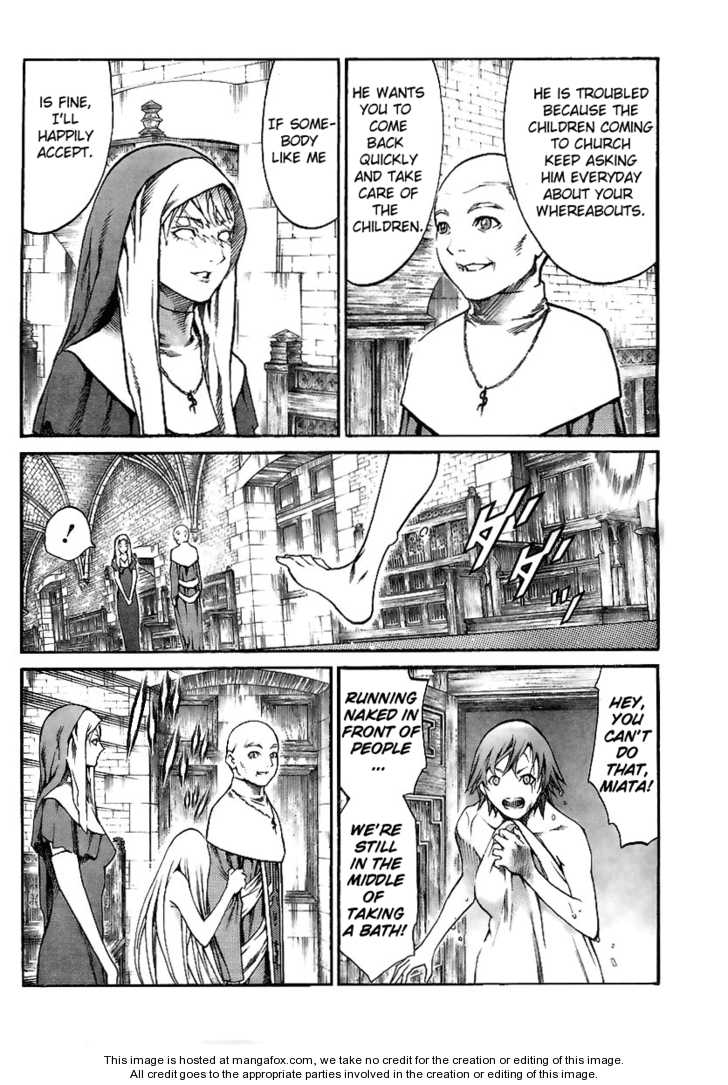 HE IS TROUBLED
BECAUSE THE
CHILDREN COMING
TO CHURCH
KEEP ASKING
HIM EVERYDAY
ABOUT YOUR
WHEREABOUTS.
HE WANTS
YOU TO
COME
BACK
QUICKLY
AND TAKE
CARE OF
THE
CHILDREN.
IF SOME-
BODY
LIKE ME
IS FINE,
I'LL
HAPPILY
ACCEPT.
!
ダッ
ダッ
HEY,
YOU
CAN'T
DO
THAT,
MIATA!
RUNNING
NAKED IN
FRONT OF
PEOPLE
...
WE'RE
STILL
IN THE
MIDDLE
OF
TAKING
A BATH!
This image is hosted at mangafox.com, we take no credit for the creation or editing of this image.
All credit goes to the appropriate parties involved in the creation or editing of this image.